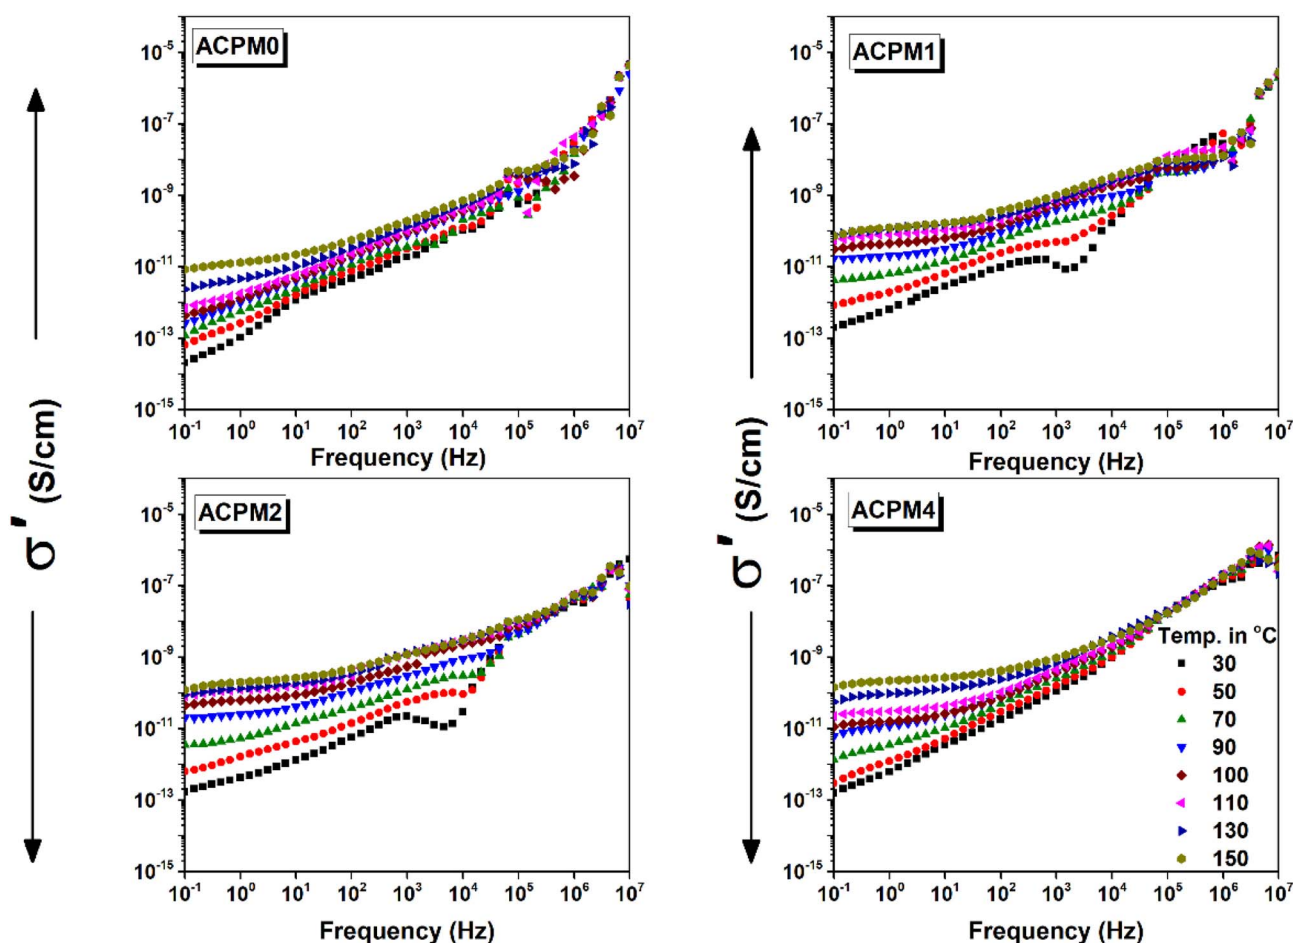 ACPM0
10⁻⁵
10⁻⁷
10⁻⁹
10⁻¹¹
10⁻¹³
10⁻¹⁵
10⁻¹ 10⁰ 10¹ 10² 10³ 10⁴ 10⁵ 10⁶ 10⁷
Frequency (Hz)
ACPM1
10⁻⁵
10⁻⁷
10⁻⁹
10⁻¹¹
10⁻¹³
10⁻¹⁵
10⁻¹ 10⁰ 10¹ 10² 10³ 10⁴ 10⁵ 10⁶ 10⁷
Frequency (Hz)
σ' (S/cm)
σ' (S/cm)
ACPM2
10⁻⁵
10⁻⁷
10⁻⁹
10⁻¹¹
10⁻¹³
10⁻¹⁵
10⁻¹ 10⁰ 10¹ 10² 10³ 10⁴ 10⁵ 10⁶ 10⁷
Frequency (Hz)
ACPM4
10⁻⁵
10⁻⁷
10⁻⁹
10⁻¹¹
10⁻¹³
10⁻¹⁵
10⁻¹ 10⁰ 10¹ 10² 10³ 10⁴ 10⁵ 10⁶ 10⁷
Frequency (Hz)
Temp. in °C
30
50
70
90
100
110
130
150